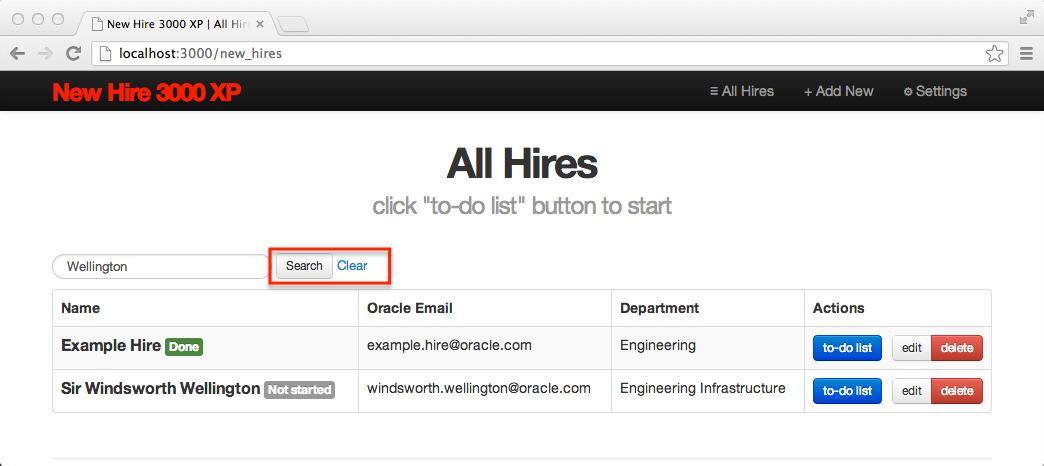 New Hire 3000 XP | All Hir
localhost:3000/new_hires
New Hire 3000 XP
≡ All Hires + Add New ⚙ Settings
All Hires
click "to-do list" button to start
Wellington Search Clear
Name Oracle Email Department Actions
Example Hire Done example.hire@oracle.com Engineering to-do list edit delete
Sir Windsworth Wellington Not started windsworth.wellington@oracle.com Engineering Infrastructure to-do list edit delete